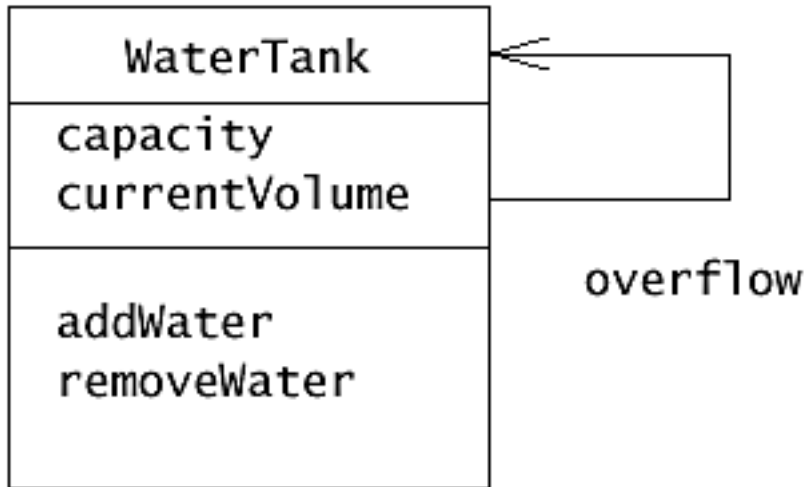 WaterTank
capacity
currentVolume
overflow
addWater
removeWater